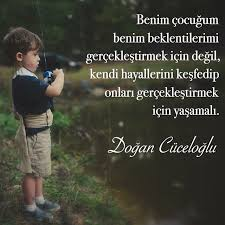 Benim çocuğum
benim beklentilerimi
gerçekleştirmek için değil,
kendi hayallerini keşfedip
onları gerçekleştirmek
için yaşamalı.
Doğan Cüceloğlu